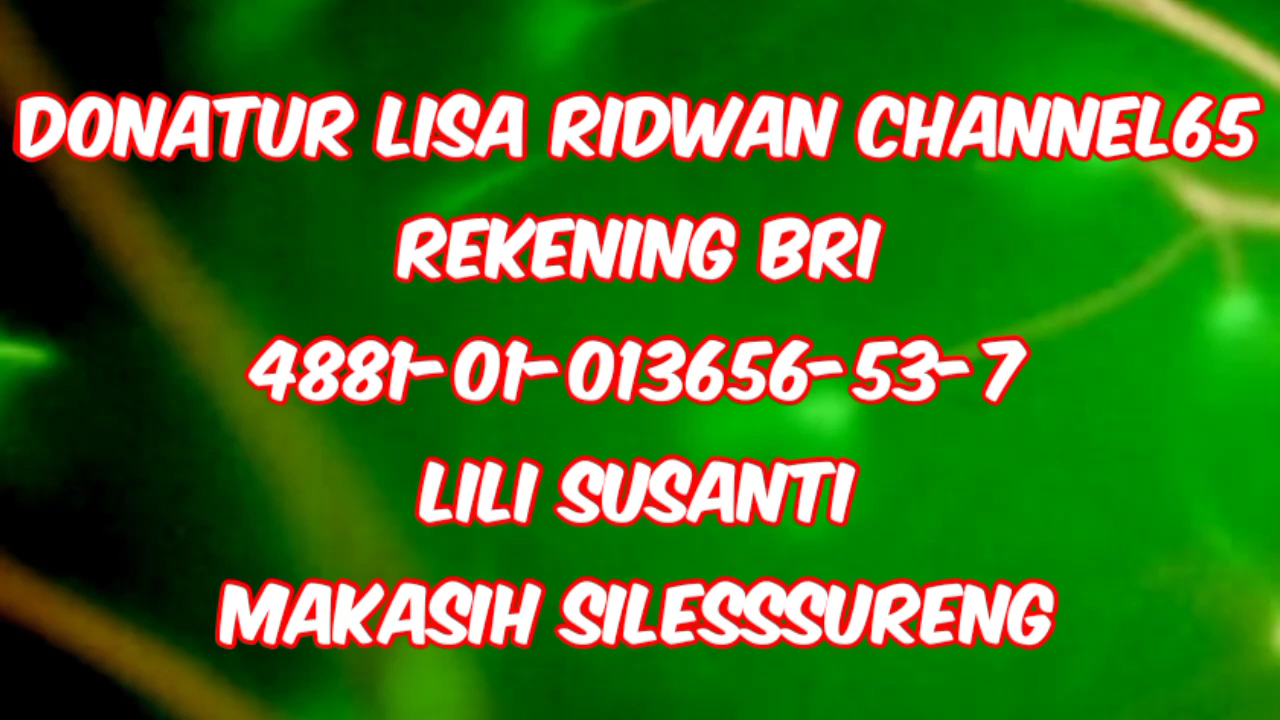 DONATUR LISA RIDWAN CHANNEL65
REKENING BRI
4881-01-013656-53-7
LILI SUSANTI
MAKASIH SILESSSURENG